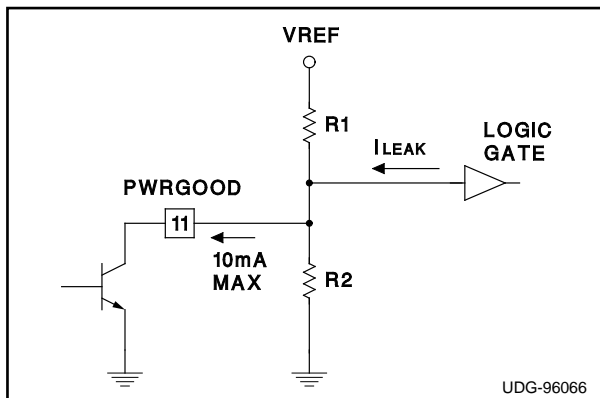 VREF
R1
LOGIC
GATE
ILEAK
PWRGOOD
11
10mA
MAX
R2
UDG-96066